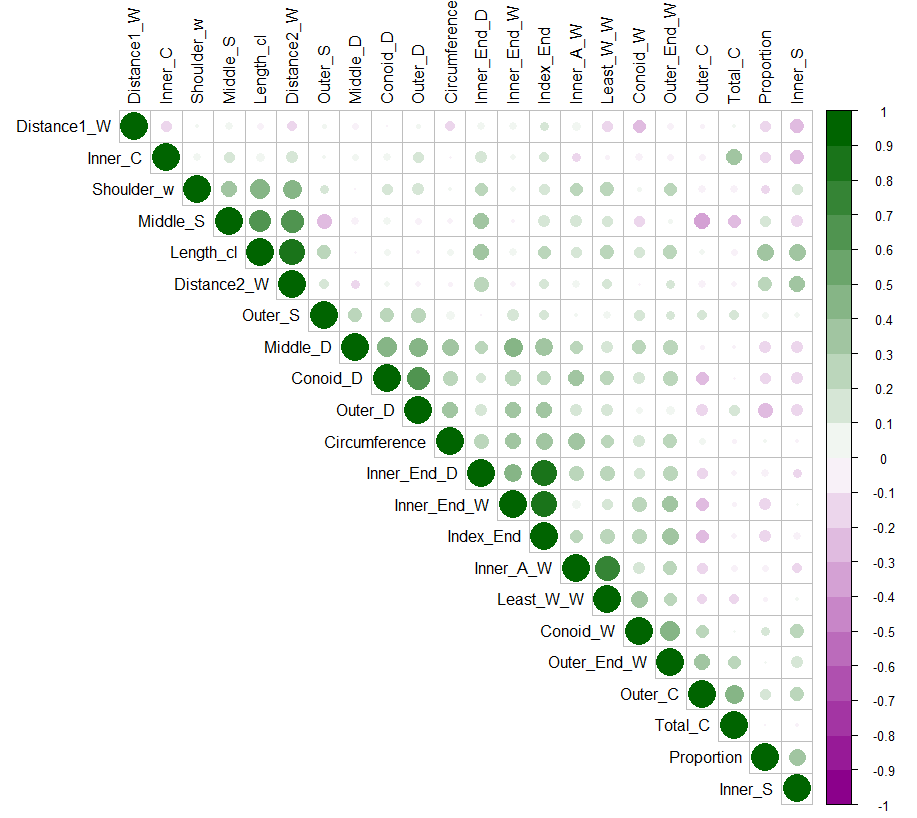 Distance1_W
Inner_C
Shoulder_w
Middle_S
Length_cl
Distance2_W
Outer_S
Middle_D
Conoid_D
Outer_D
Circumference
Inner_End_D
Inner_End_W
Index_End
Inner_A_W
Least_W_W
Conoid_W
Outer_End_W
Outer_C
Total_C
Proportion
Inner_S
Distance1_W
Inner_C
Shoulder_w
Middle_S
Length_cl
Distance2_W
Outer_S
Middle_D
Conoid_D
Outer_D
Circumference
Inner_End_D
Inner_End_W
Index_End
Inner_A_W
Least_W_W
Conoid_W
Outer_End_W
Outer_C
Total_C
Proportion
Inner_S
1
0.9
0.8
0.7
0.6
0.5
0.4
0.3
0.2
0.1
0
-0.1
-0.2
-0.3
-0.4
-0.5
-0.6
-0.7
-0.8
-0.9
-1